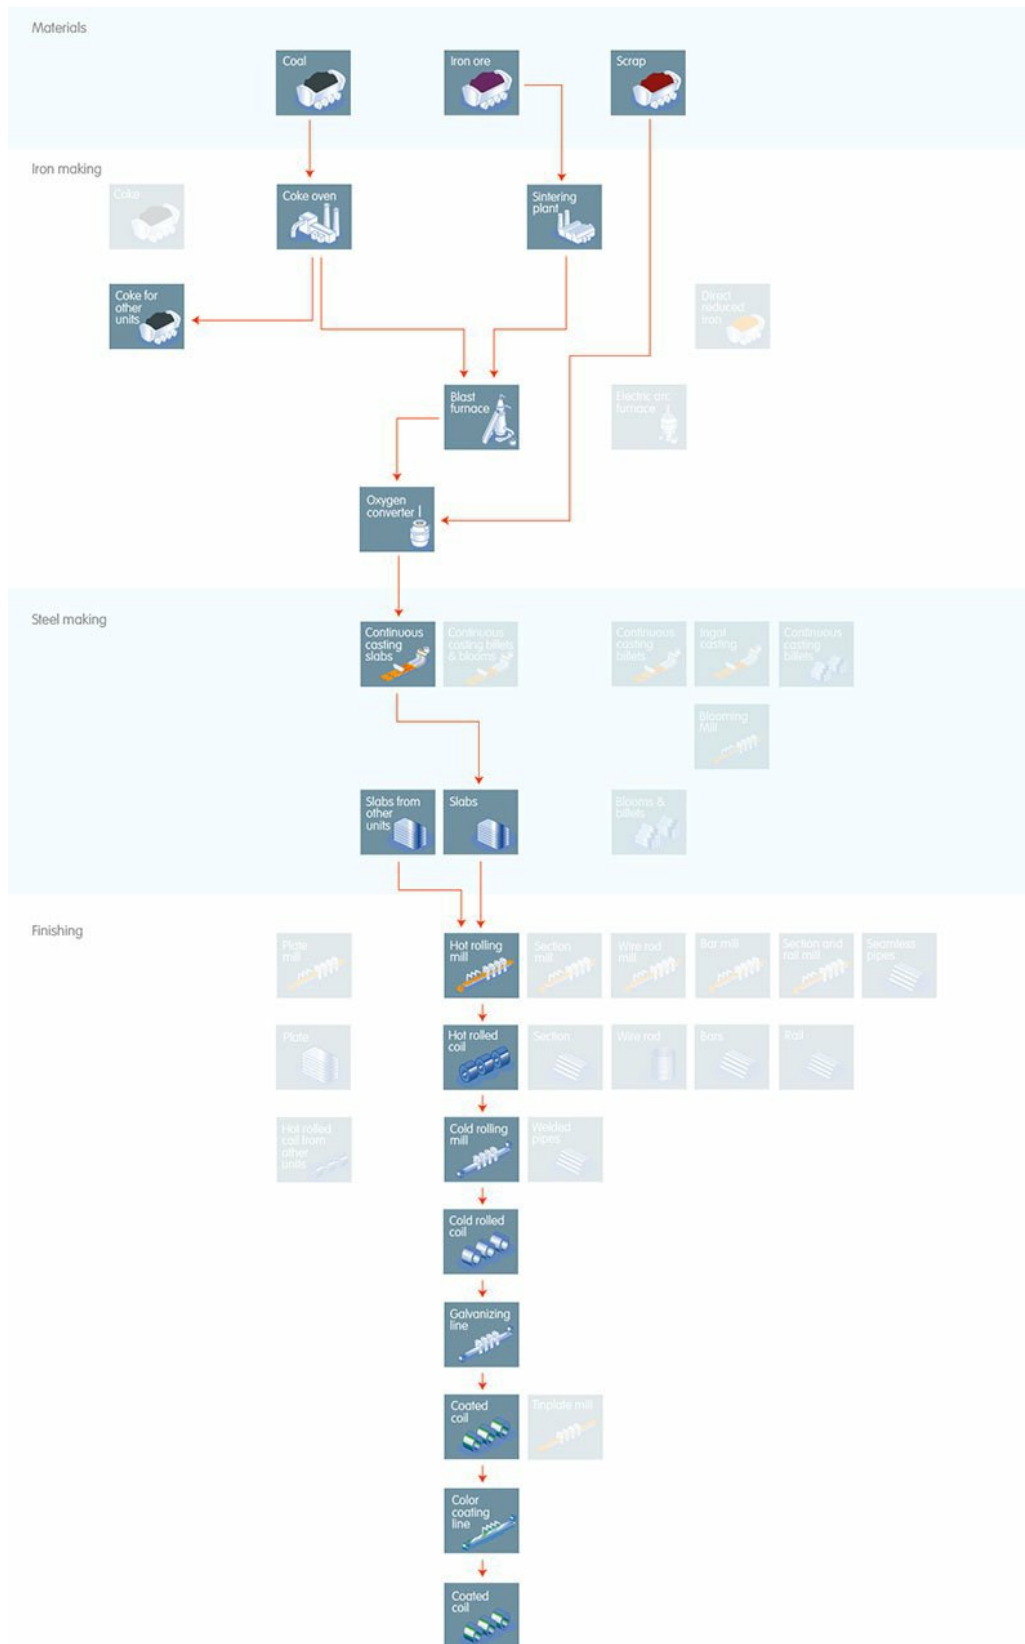 Materials
Coal
Iron ore
Scrap
Iron making
Coke
Coke oven
Sintering
plant
Coke for
other
units
Direct
reduced
iron
Blast
furnace
Electric arc
furnace
Oxygen
converter
Steel making
Continuous
casting
slabs
Continuous
casting billets
& blooms
Continuous
casting
billets
Ingot
casting
Continuous
casting
billets
Blooming
Mill
Slabs from
other
units
Slabs
Blooms &
billets
Finishing
Plate
mill
Hot rolling
mill
Section
mill
Wire rod
mill
Bar mill
Section and
rail mill
Seamless
pipes
Plate
Hot rolled
coil
Section
Wire rod
Bars
Rail
Hot rolled
coil from
other
units
Cold rolling
mill
Welded
pipes
Cold rolled
coil
Galvanizing
line
Coated
coil
Tinplate mill
Color
coating
line
Coated
coil